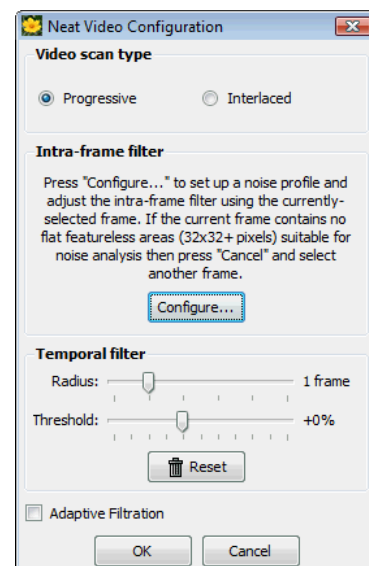 Neat Video Configuration
Video scan type
Progressive Interlaced
Intra-frame filter
Press "Configure..." to set up a noise profile and
adjust the intra-frame filter using the currently-
selected frame. If the current frame contains no
flat featureless areas (32x32+ pixels) suitable for
noise analysis then press "Cancel" and select
another frame.
Configure...
Temporal filter
Radius: 1 frame
Threshold: +0%
Reset
Adaptive Filtration
OK Cancel